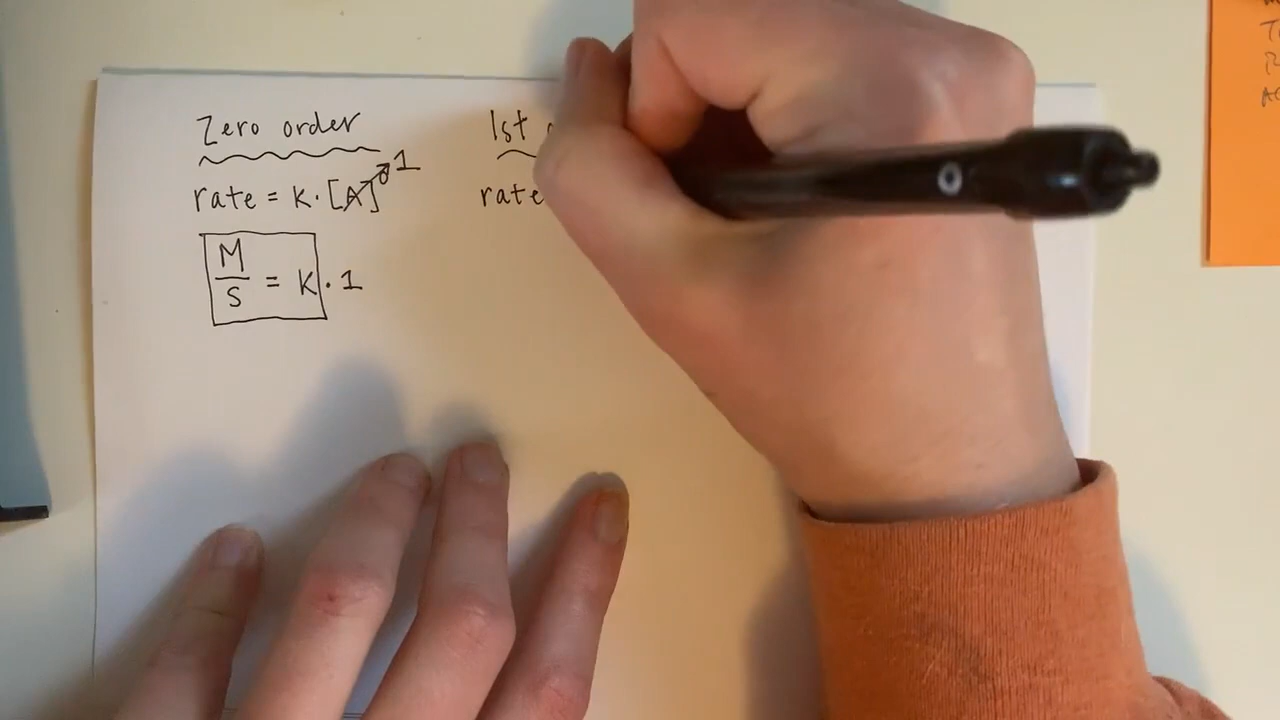 Zero order
rate = k·[A]⁰ 1
M/s = k·1
1st
rate